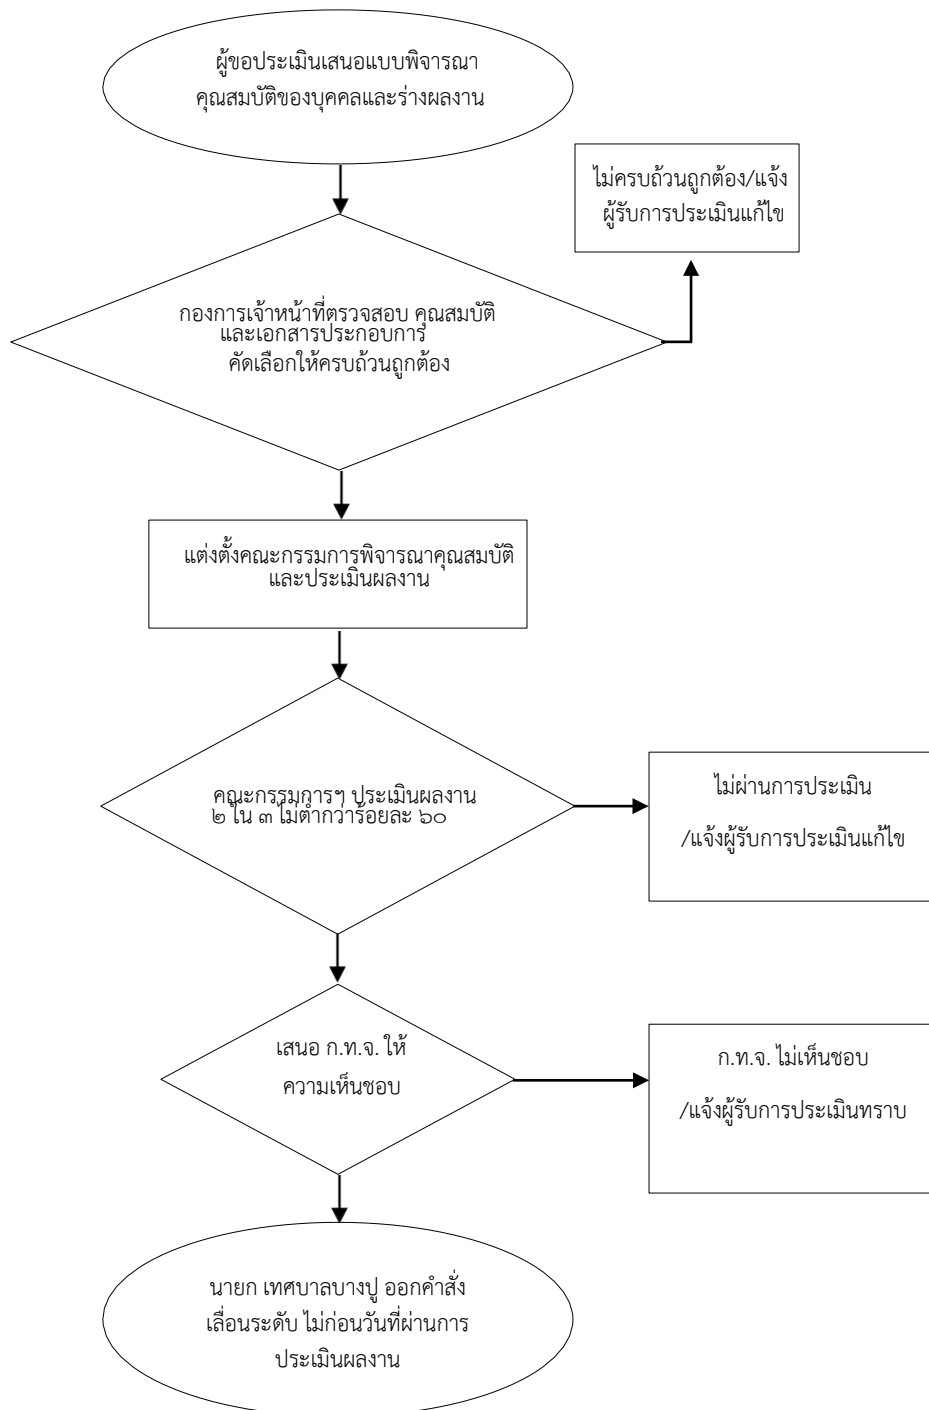 ผู้ขอประเมินเสนอแบบพิจารณา
คุณสมบัติของบุคคลและร่างผลงาน
ไม่ครบถ้วนถูกต้อง/แจ้ง
ผู้รับการประเมินแก้ไข
กองการเจ้าหน้าที่ตรวจสอบ คุณสมบัติ
และเอกสารประกอบการ
คัดเลือกให้ครบถ้วนถูกต้อง
แต่งตั้งคณะกรรมการพิจารณาคุณสมบัติ
และประเมินผลงาน
คณะกรรมการฯ ประเมินผลงาน
๒ ใน ๓ ไม่ต่ำกว่าร้อยละ ๖๐
ไม่ผ่านการประเมิน
/แจ้งผู้รับการประเมินแก้ไข
เสนอ ก.ท.จ. ให้
ความเห็นชอบ
ก.ท.จ. ไม่เห็นชอบ
/แจ้งผู้รับการประเมินทราบ
นายก เทศบาลบางปู ออกคำสั่ง
เลื่อนระดับ ไม่ก่อนวันที่ผ่านการ
ประเมินผลงาน